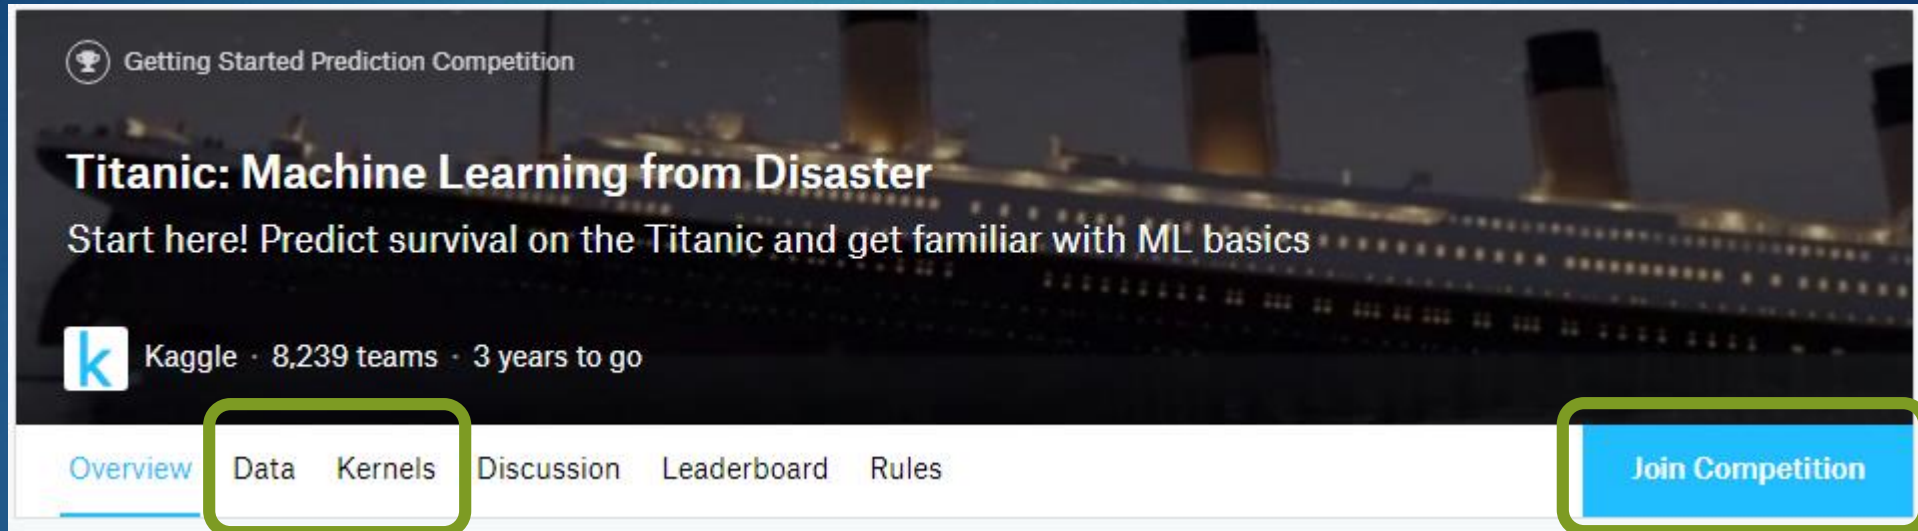 Getting Started Prediction Competition
Titanic: Machine Learning from Disaster
Start here! Predict survival on the Titanic and get familiar with ML basics
k Kaggle · 8,239 teams · 3 years to go
Overview Data Kernels Discussion Leaderboard Rules Join Competition